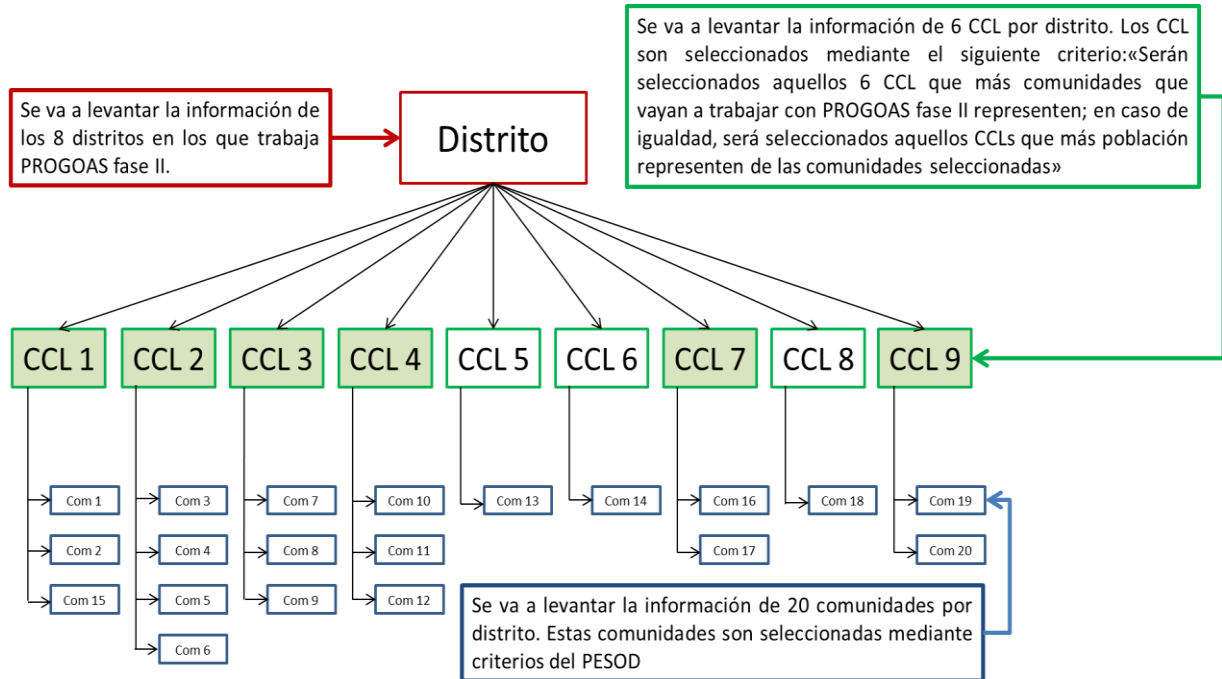 Se va a levantar la información de
los 8 distritos en los que trabaja
PROGOAS fase II.
Distrito
Se va a levantar la información de 6 CCL por distrito. Los CCL
son seleccionados mediante el siguiente criterio:«Serán
seleccionados aquellos 6 CCL que más comunidades que
vayan a trabajar con PROGOAS fase II representen; en caso de
igualdad, será seleccionados aquellos CCLs que más población
representen de las comunidades seleccionadas»
CCL 1
CCL 2
CCL 3
CCL 4
CCL 5
CCL 6
CCL 7
CCL 8
CCL 9
Com 1
Com 2
Com 15
Com 3
Com 4
Com 5
Com 6
Com 7
Com 8
Com 9
Com 10
Com 11
Com 12
Com 13
Com 14
Com 16
Com 17
Com 18
Com 19
Com 20
Se va a levantar la información de 20 comunidades por
distrito. Estas comunidades son seleccionadas mediante
criterios del PESOD